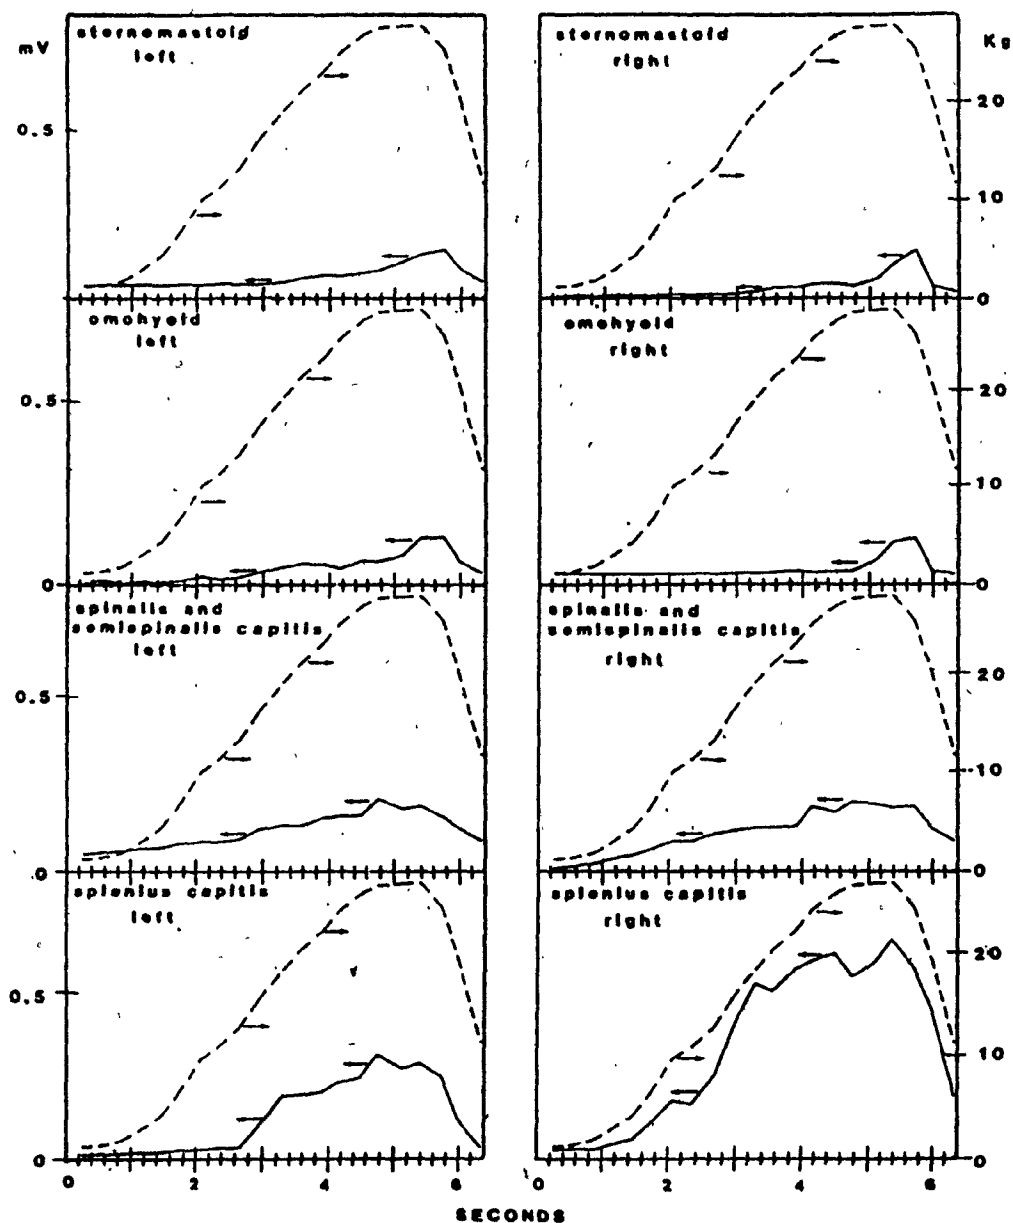 mV
sternomastoid
left
0.5
sternomastoid
right
Kg
20
10
0
omohyoid
left
0.5
0
omohyoid
right
20
10
0
spinalis and
semispinalis capitis
left
0.5
.0
spinalis and
semispinalis capitis
right
20
10
0
splenius capitis
left
0.5
0
0 2 4 6
splenius capitis
right
20
10
0
0 2 4 6
SECONDS